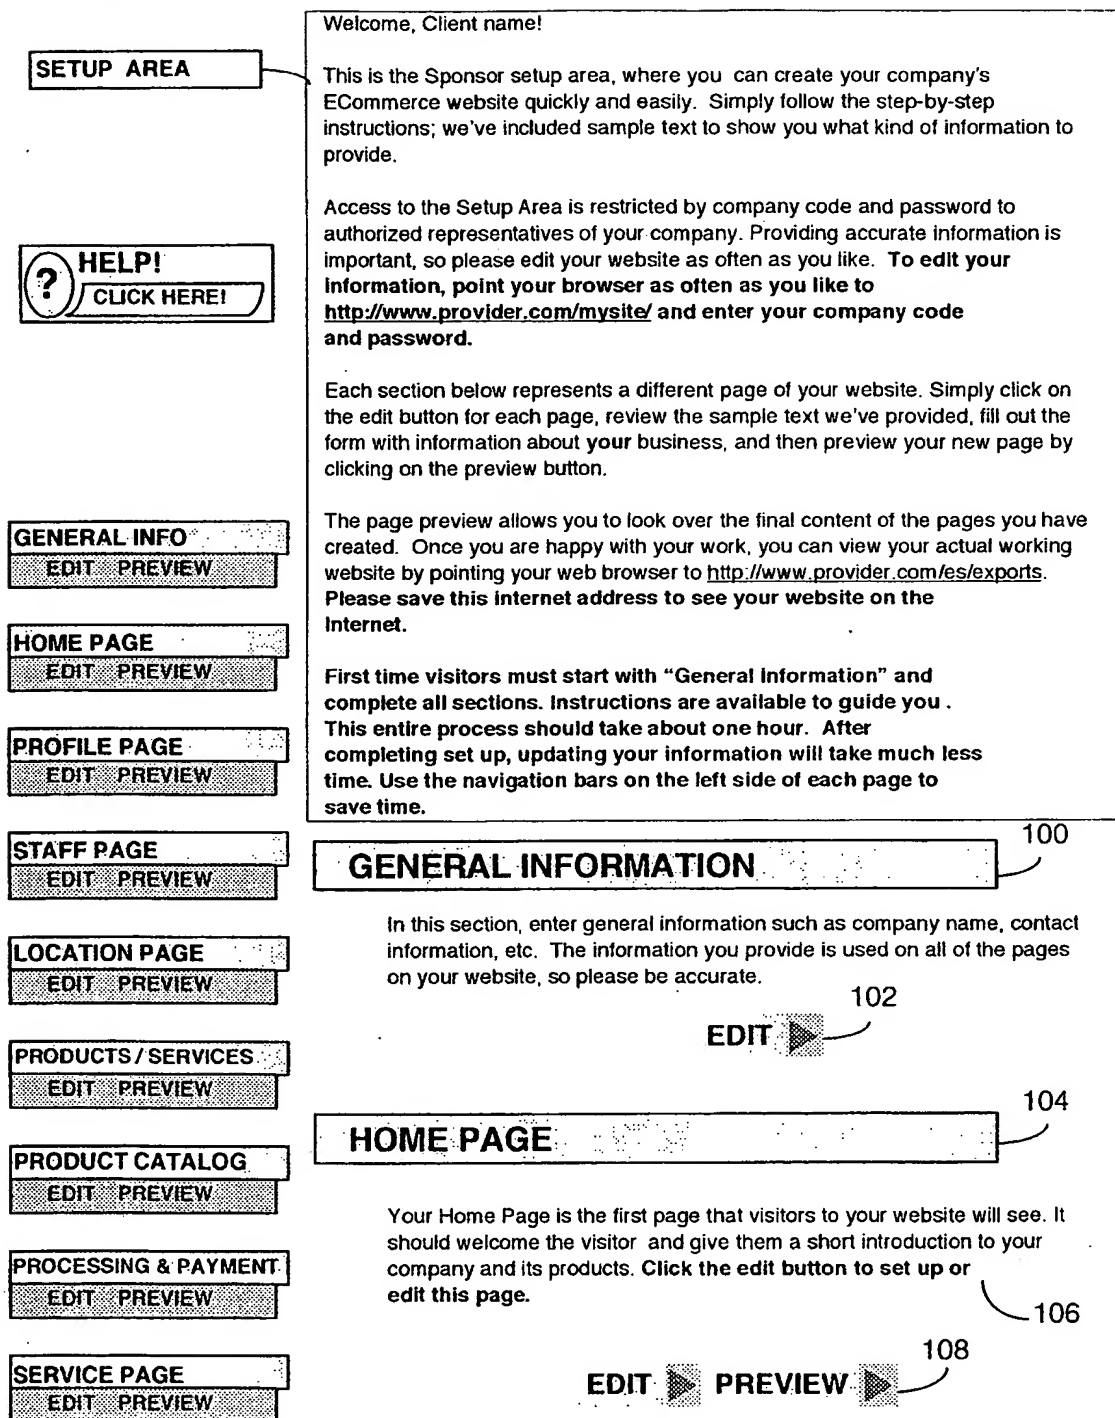 SETUP AREA
HELP!
?
CLICK HERE!
GENERAL INFO
EDIT PREVIEW
HOME PAGE
EDIT PREVIEW
PROFILE PAGE
EDIT PREVIEW
STAFF PAGE
EDIT PREVIEW
LOCATION PAGE
EDIT PREVIEW
PRODUCTS / SERVICES
EDIT PREVIEW
PRODUCT CATALOG
EDIT PREVIEW
PROCESSING & PAYMENT
EDIT PREVIEW
SERVICE PAGE
EDIT PREVIEW
Welcome, Client name!
This is the Sponsor setup area, where you can create your company's
ECommerce website quickly and easily. Simply follow the step-by-step
instructions; we've included sample text to show you what kind of information to
provide.
Access to the Setup Area is restricted by company code and password to
authorized representatives of your company. Providing accurate information is
important, so please edit your website as often as you like. To edit your
information, point your browser as often as you like to
http://www.provider.com/mysite/ and enter your company code
and password.
Each section below represents a different page of your website. Simply click on
the edit button for each page, review the sample text we've provided, fill out the
form with information about your business, and then preview your new page by
clicking on the preview button.
The page preview allows you to look over the final content of the pages you have
created. Once you are happy with your work, you can view your actual working
website by pointing your web browser to http://www.provider.com/es/exports.
Please save this internet address to see your website on the
Internet.
First time visitors must start with "General Information" and
complete all sections. Instructions are available to guide you .
This entire process should take about one hour. After
completing set up, updating your information will take much less
time. Use the navigation bars on the left side of each page to
save time.
100
GENERAL INFORMATION
In this section, enter general information such as company name, contact
information, etc. The information you provide is used on all of the pages
on your website, so please be accurate.
102
EDIT
104
HOME PAGE
Your Home Page is the first page that visitors to your website will see. It
should welcome the visitor and give them a short introduction to your
company and its products. Click the edit button to set up or
edit this page.
106
108
EDIT PREVIEW